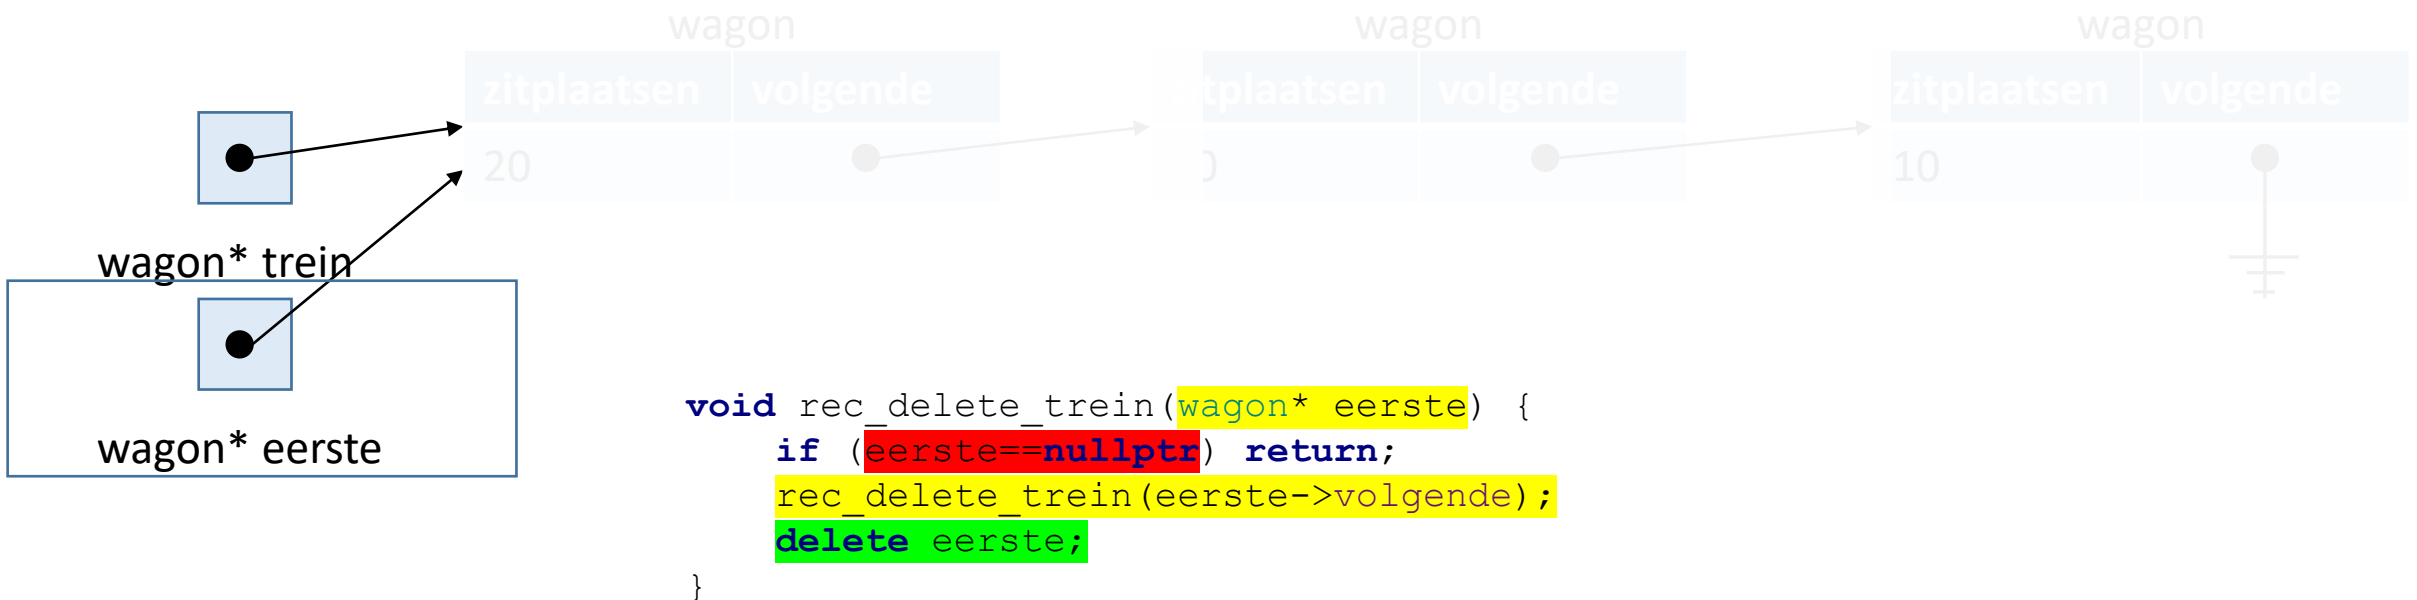 wagon wagon wagon
zitplaatsen volgende tplaatsen volgende zitplaatsen volgende
20 10
wagon* trein
wagon* eerste
void rec_delete_trein(wagon* eerste) {
if (eerste==nullptr) return;
rec_delete_trein(eerste->volgende);
delete eerste;
}